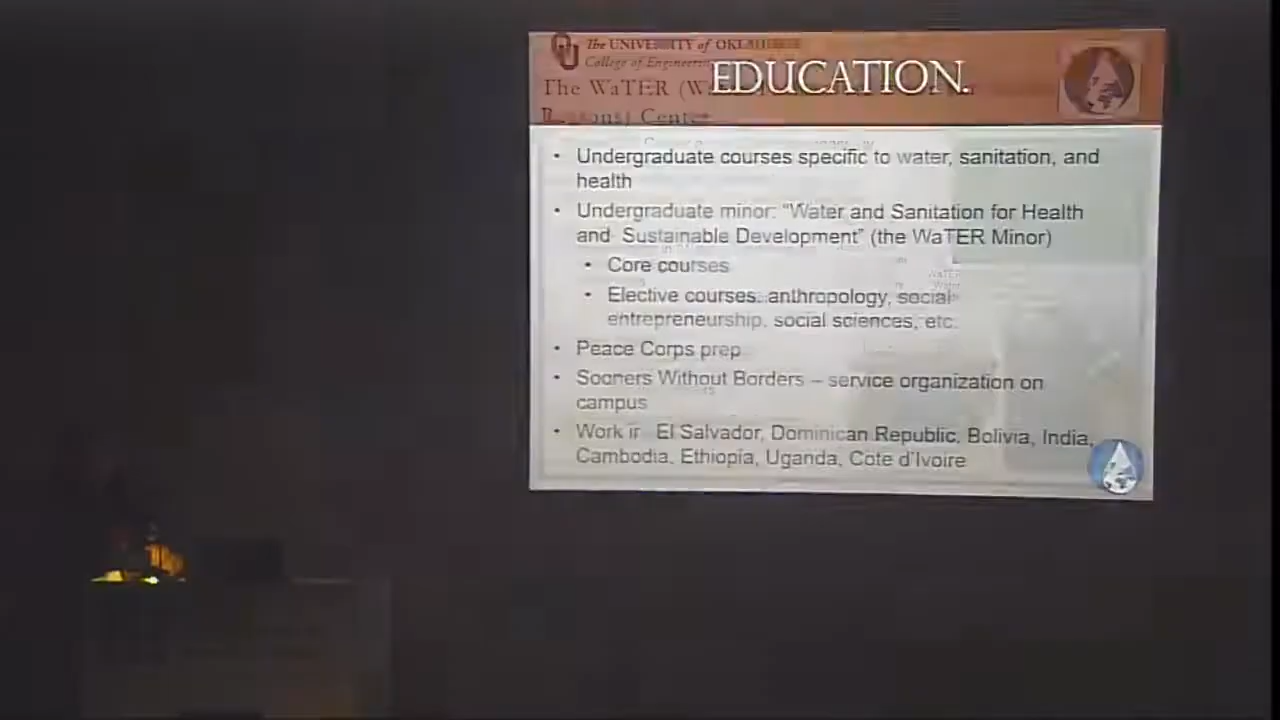 The UNIVERSITY of
College of Engineering
The WaTER
Center
EDUCATION.
• Undergraduate courses specific to water, sanitation, and
health
• Undergraduate minor: "Water and Sanitation for Health
and Sustainable Development" (the WaTER Minor)
• Core courses
• Elective courses: anthropology, social
entrepreneurship, social sciences, etc.
• Peace Corps prep
• Sooners Without Borders – service organization on
campus
• Work in El Salvador, Dominican Republic, Bolivia, India,
Cambodia, Ethiopia, Uganda, Cote d'Ivoire